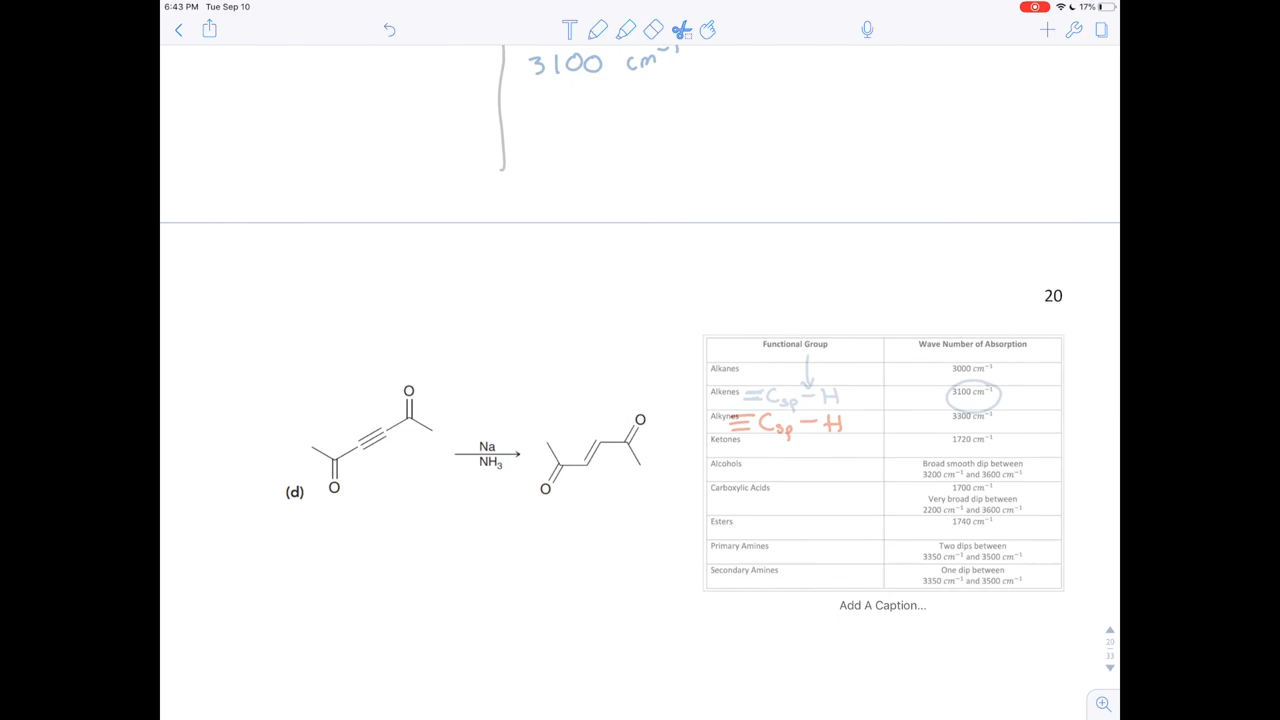 6:43 PM Tue Sep 10
17%
T
3100 cm⁻¹
20
Functional Group Wave Number of Absorption
Alkanes 3000 cm⁻¹
Alkenes =Csp–H 3100 cm⁻¹
Alkynes ≡Csp–H 3300 cm⁻¹
Ketones 1720 cm⁻¹
Alcohols Broad smooth dip between
3200 cm⁻¹ and 3600 cm⁻¹
Carboxylic Acids 1700 cm⁻¹
Very broad dip between
2200 cm⁻¹ and 3600 cm⁻¹
Esters 1740 cm⁻¹
Primary Amines Two dips between
3350 cm⁻¹ and 3500 cm⁻¹
Secondary Amines One dip between
3350 cm⁻¹ and 3500 cm⁻¹
Add A Caption...
O
O
(d)
Na
NH₃
O
O
20
33